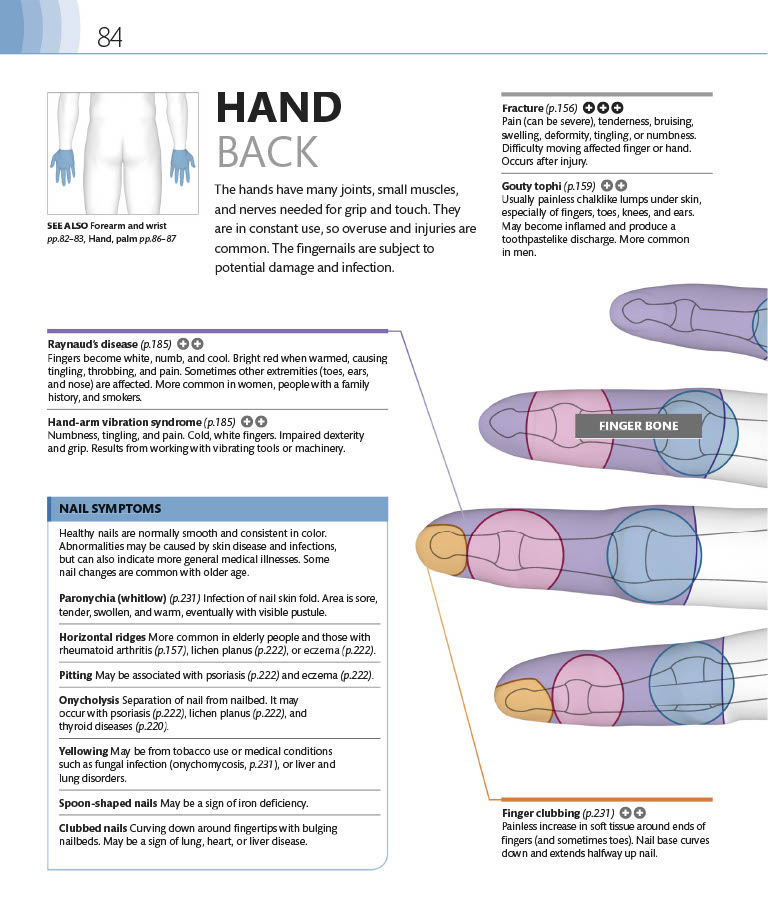 84
HAND
BACK
The hands have many joints, small muscles,
and nerves needed for grip and touch. They
are in constant use, so overuse and injuries are
common. The fingernails are subject to
potential damage and infection.
SEE ALSO Forearm and wrist
pp.82–83, Hand, palm pp.86–87
Fracture (p.156)
Pain (can be severe), tenderness, bruising,
swelling, deformity, tingling, or numbness.
Difficulty moving affected finger or hand.
Occurs after injury.
Gouty tophi (p.159)
Usually painless chalklike lumps under skin,
especially of fingers, toes, knees, and ears.
May become inflamed and produce a
toothpastelike discharge. More common
in men.
Raynaud's disease (p.185)
Fingers become white, numb, and cool. Bright red when warmed, causing
tingling, throbbing, and pain. Sometimes other extremities (toes, ears,
and nose) are affected. More common in women, people with a family
history, and smokers.
Hand-arm vibration syndrome (p.185)
Numbness, tingling, and pain. Cold, white fingers. Impaired dexterity
and grip. Results from working with vibrating tools or machinery.
FINGER BONE
NAIL SYMPTOMS
Healthy nails are normally smooth and consistent in color.
Abnormalities may be caused by skin disease and infections,
but can also indicate more general medical illnesses. Some
nail changes are common with older age.
Paronychia (whitlow) (p.231) Infection of nail skin fold. Area is sore,
tender, swollen, and warm, eventually with visible pustule.
Horizontal ridges More common in elderly people and those with
rheumatoid arthritis (p.157), lichen planus (p.222), or eczema (p.222).
Pitting May be associated with psoriasis (p.222) and eczema (p.222).
Onycholysis Separation of nail from nailbed. It may
occur with psoriasis (p.222), lichen planus (p.222), and
thyroid diseases (p.220).
Yellowing May be from tobacco use or medical conditions
such as fungal infection (onychomycosis, p.231), or liver and
lung disorders.
Spoon-shaped nails May be a sign of iron deficiency.
Clubbed nails Curving down around fingertips with bulging
nailbeds. May be a sign of lung, heart, or liver disease.
Finger clubbing (p.231)
Painless increase in soft tissue around ends of
fingers (and sometimes toes). Nail base curves
down and extends halfway up nail.